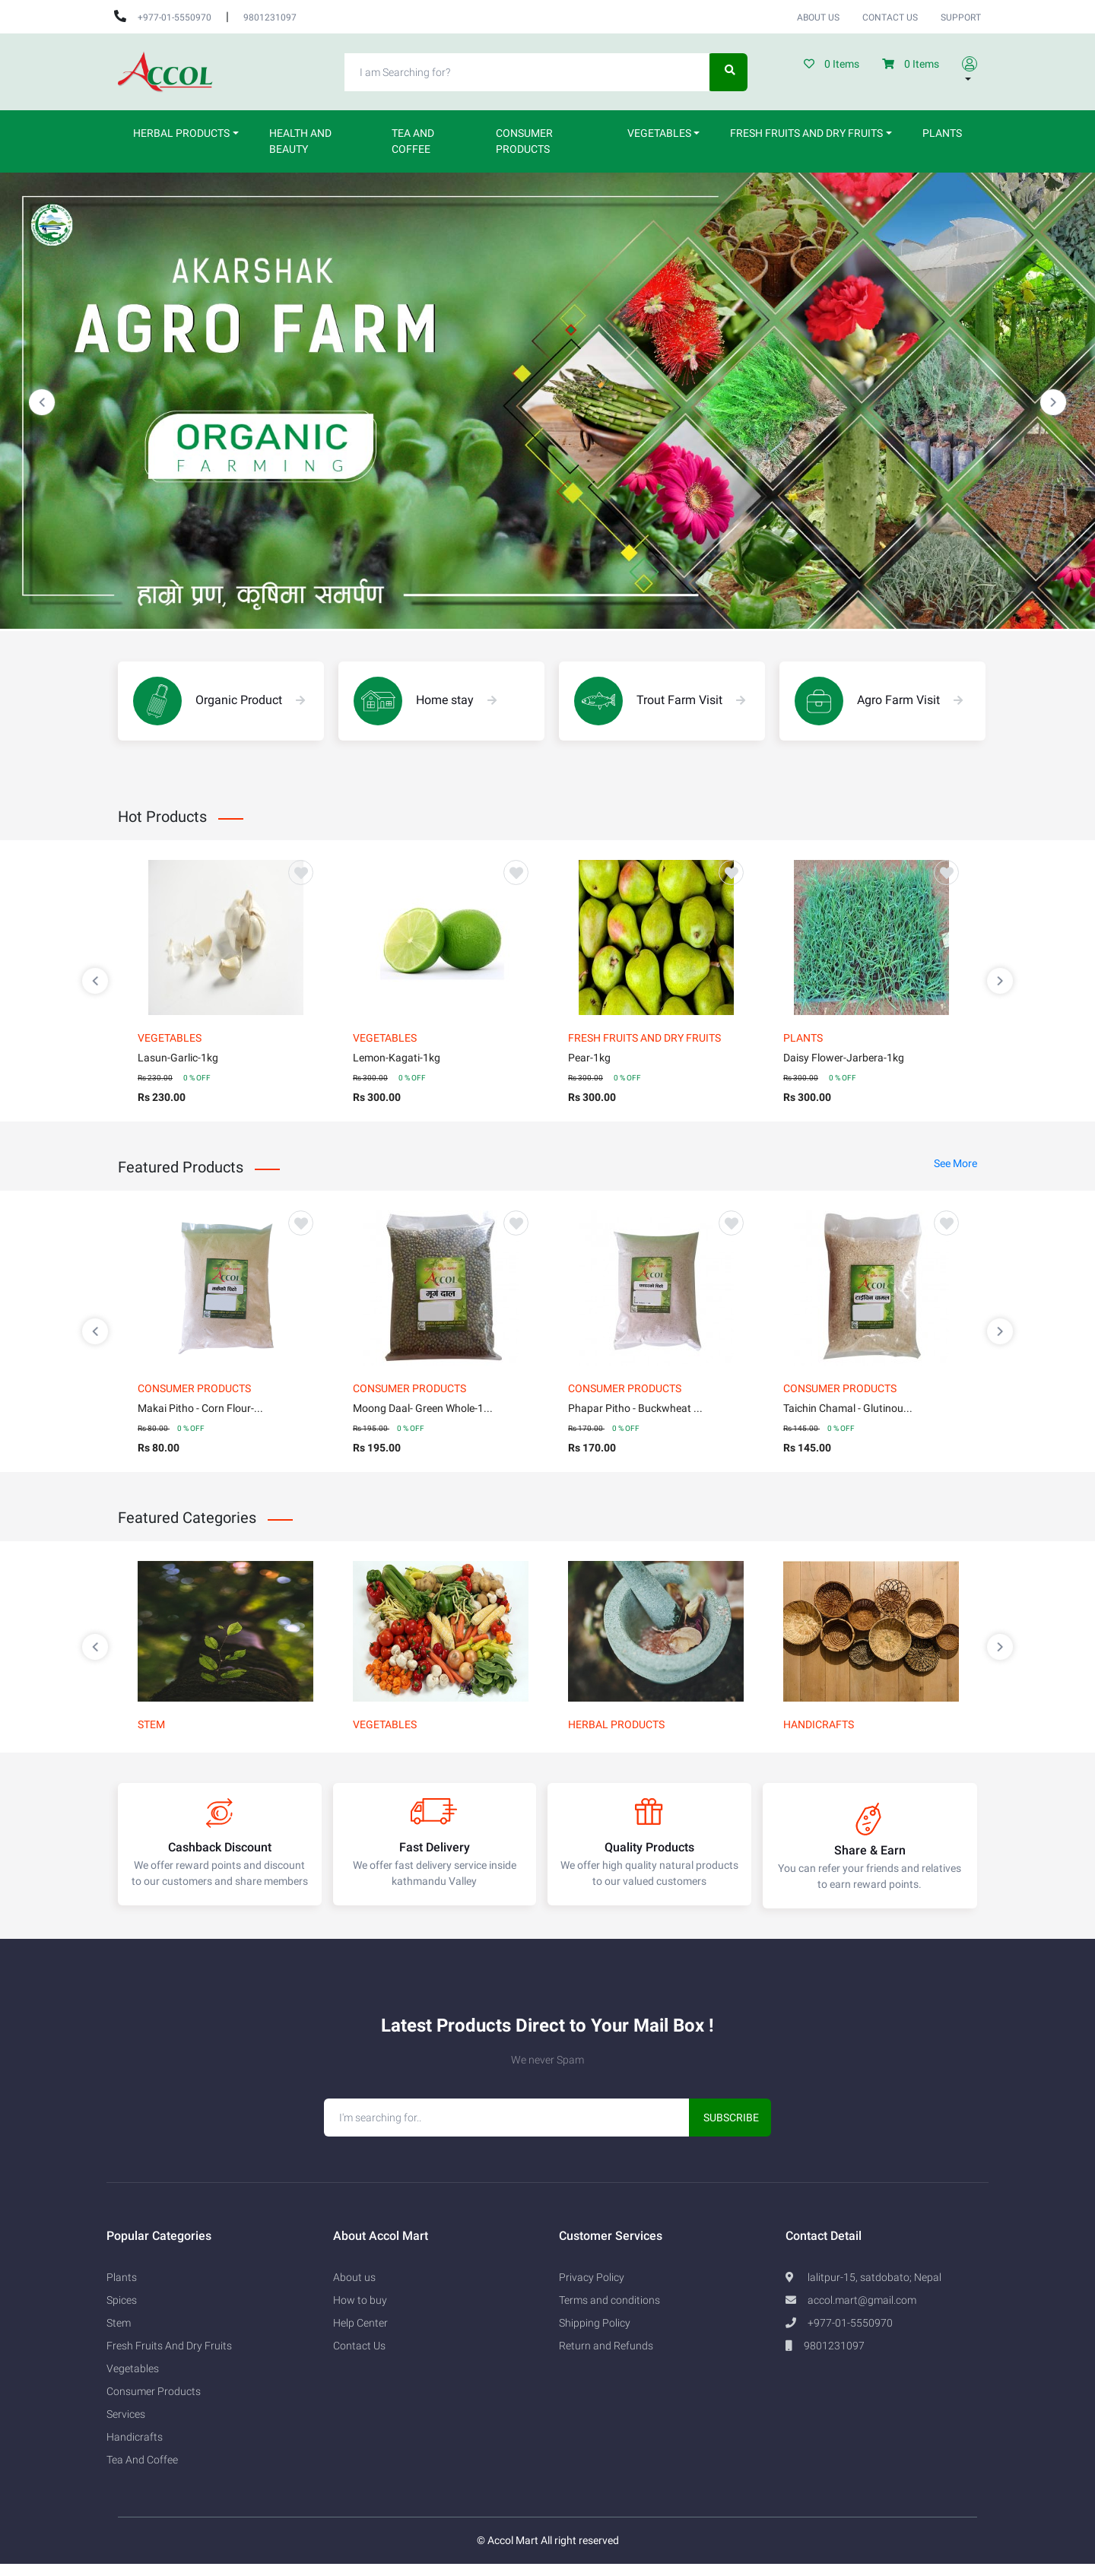 +977-01-5550970 | 9801231097
ABOUT US CONTACT US SUPPORT
ACCOL
I am Searching for?
0 Items
0 Items
HERBAL PRODUCTS
HEALTH AND BEAUTY
TEA AND COFFEE
CONSUMER PRODUCTS
VEGETABLES
FRESH FRUITS AND DRY FRUITS
PLANTS
AKARSHAK
AGRO FARM
ORGANIC
FARMING
हाम्रो प्रण, कृषिमा समर्पण
Organic Product
Home stay
Trout Farm Visit
Agro Farm Visit
Hot Products
VEGETABLES
Lasun-Garlic-1kg
Rs 230.00 0 % OFF
Rs 230.00
VEGETABLES
Lemon-Kagati-1kg
Rs 300.00 0 % OFF
Rs 300.00
FRESH FRUITS AND DRY FRUITS
Pear-1kg
Rs 300.00 0 % OFF
Rs 300.00
PLANTS
Daisy Flower-Jarbera-1kg
Rs 300.00 0 % OFF
Rs 300.00
Featured Products
See More
ACCOL
मकैको पिठो
CONSUMER PRODUCTS
Makai Pitho - Corn Flour-...
Rs 80.00 0 % OFF
Rs 80.00
ACCOL
मूगं दाल
CONSUMER PRODUCTS
Moong Daal- Green Whole-1...
Rs 195.00 0 % OFF
Rs 195.00
ACCOL
फापरको पिठो
CONSUMER PRODUCTS
Phapar Pitho - Buckwheat ...
Rs 170.00 0 % OFF
Rs 170.00
ACCOL
टाईचिन चामल
CONSUMER PRODUCTS
Taichin Chamal - Glutinou...
Rs 145.00 0 % OFF
Rs 145.00
Featured Categories
STEM
VEGETABLES
HERBAL PRODUCTS
HANDICRAFTS
Cashback Discount
We offer reward points and discount
to our customers and share members
Fast Delivery
We offer fast delivery service inside
kathmandu Valley
Quality Products
We offer high quality natural products
to our valued customers
Share & Earn
You can refer your friends and relatives
to earn reward points.
Latest Products Direct to Your Mail Box !
We never Spam
I'm searching for..
SUBSCRIBE
Popular Categories
Plants
Spices
Stem
Fresh Fruits And Dry Fruits
Vegetables
Consumer Products
Services
Handicrafts
Tea And Coffee
About Accol Mart
About us
How to buy
Help Center
Contact Us
Customer Services
Privacy Policy
Terms and conditions
Shipping Policy
Return and Refunds
Contact Detail
lalitpur-15, satdobato; Nepal
accol.mart@gmail.com
+977-01-5550970
9801231097
© Accol Mart All right reserved